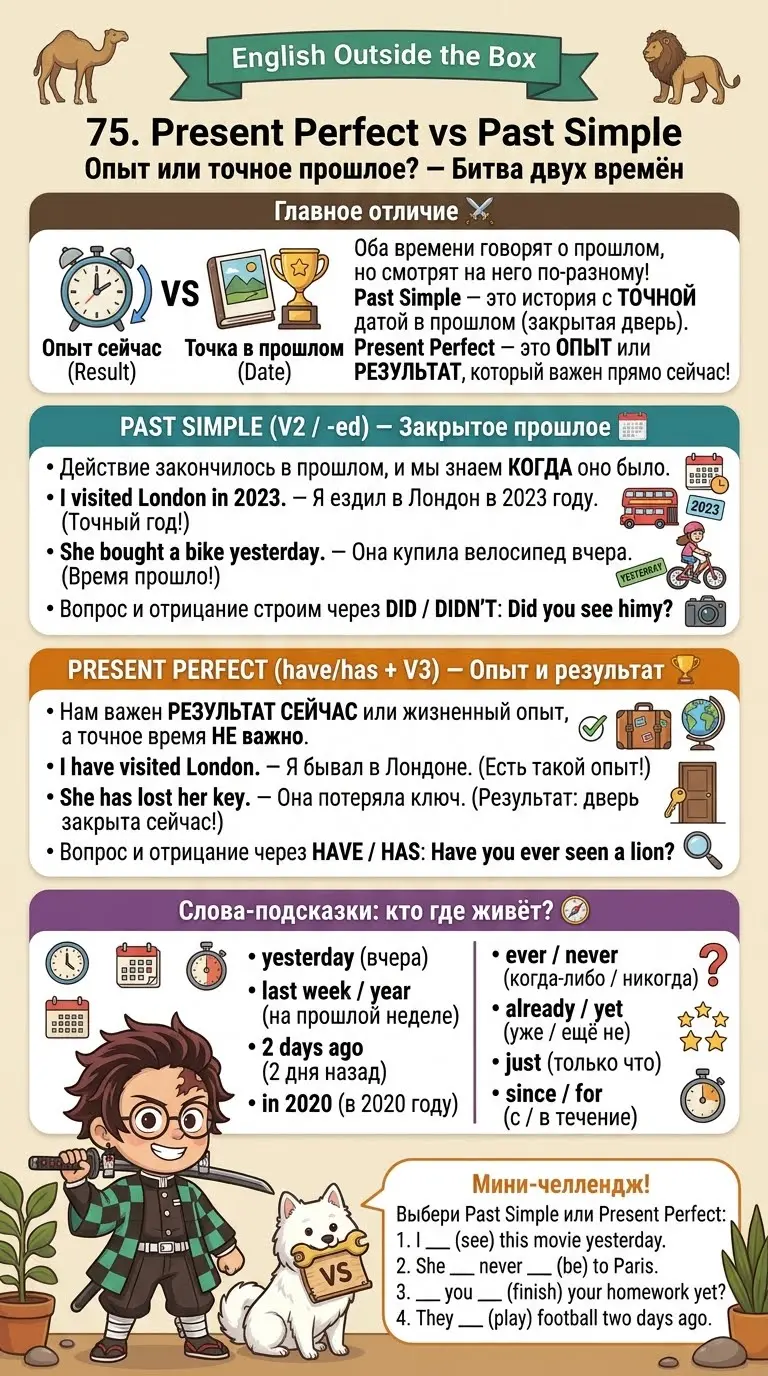 English Outside the Box
75. Present Perfect vs Past Simple
Опыт или точное прошлое? — Битва двух времён
Главное отличие
VS
Опыт сейчас
(Result)
Точка в прошлом
(Date)
Оба времени говорят о прошлом,
но смотрят на него по-разному!
Past Simple — это история с ТОЧНОЙ
датой в прошлом (закрытая дверь).
Present Perfect — это ОПЫТ или
РЕЗУЛЬТАТ, который важен прямо сейчас!
PAST SIMPLE (V2 / -ed) — Закрытое прошлое
• Действие закончилось в прошлом, и мы знаем КОГДА оно было.
• I visited London in 2023. — Я ездил в Лондон в 2023 году.
(Точный год!)
2023
• She bought a bike yesterday. — Она купила велосипед вчера.
(Время прошло!)
YESTERRAY
• Вопрос и отрицание строим через DID / DIDN'T: Did you see himy?
PRESENT PERFECT (have/has + V3) — Опыт и результат
• Нам важен РЕЗУЛЬТАТ СЕЙЧАС или жизненный опыт,
а точное время НЕ важно.
• I have visited London. — Я бывал в Лондоне. (Есть такой опыт!)
• She has lost her key. — Она потеряла ключ. (Результат: дверь
закрыта сейчас!)
• Вопрос и отрицание через HAVE / HAS: Have you ever seen a lion?
Слова-подсказки: кто где живёт?
• yesterday (вчера)
• last week / year
(на прошлой неделе)
• 2 days ago
(2 дня назад)
• in 2020 (в 2020 году)
• ever / never
(когда-либо / никогда)
• already / yet
(уже / ещё не)
• just (только что)
• since / for
(с / в течение)
VS
Мини-челлендж!
Выбери Past Simple или Present Perfect:
1. I __ (see) this movie yesterday.
2. She __ never __ (be) to Paris.
3. __ you __ (finish) your homework yet?
4. They __ (play) football two days ago.